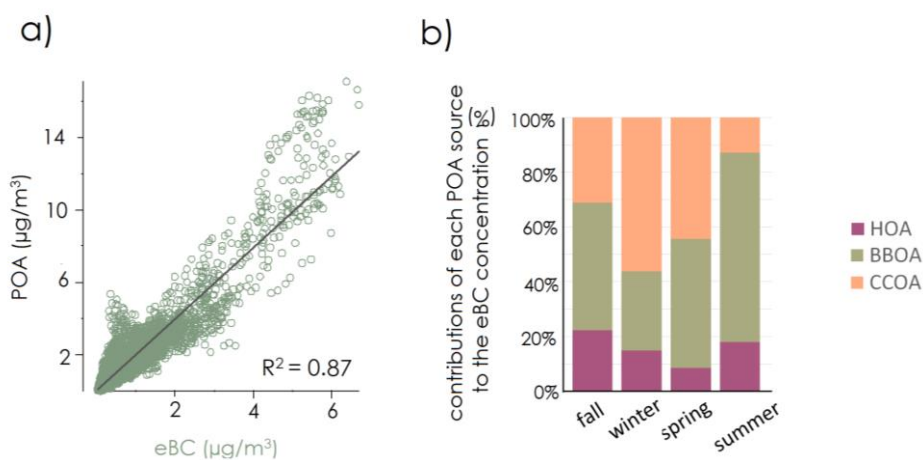 a)
POA (µg/m³)
14
10
6
2
R² = 0.87
2
4
6
eBC (µg/m³)
b)
contributions of each POA source
to the eBC concentration (%)
100%
80%
60%
40%
20%
0%
fall
winter
spring
summer
HOA
BBOA
CCOA